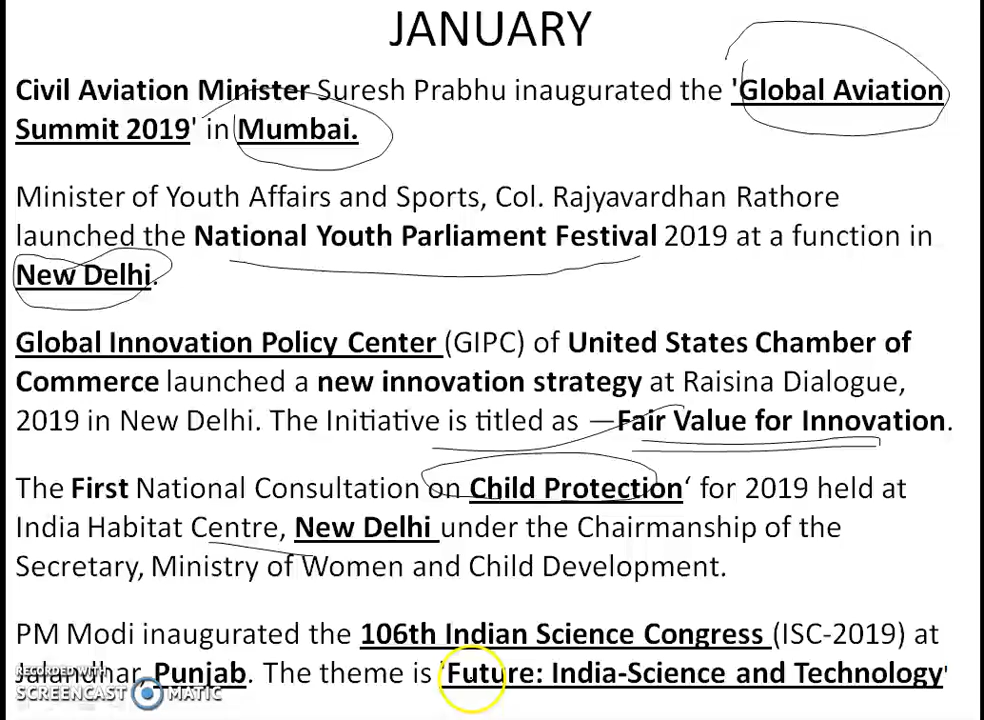 JANUARY
Civil Aviation Minister Suresh Prabhu inaugurated the 'Global Aviation
Summit 2019' in Mumbai.
Minister of Youth Affairs and Sports, Col. Rajyavardhan Rathore
launched the National Youth Parliament Festival 2019 at a function in
New Delhi.
Global Innovation Policy Center (GIPC) of United States Chamber of
Commerce launched a new innovation strategy at Raisina Dialogue,
2019 in New Delhi. The Initiative is titled as —Fair Value for Innovation.
The First National Consultation on Child Protection‘ for 2019 held at
India Habitat Centre, New Delhi under the Chairmanship of the
Secretary, Ministry of Women and Child Development.
PM Modi inaugurated the 106th Indian Science Congress (ISC-2019) at
Jalandhar, Punjab. The theme is 'Future: India-Science and Technology'
RECORDED WITH
SCREENCAST MATIC